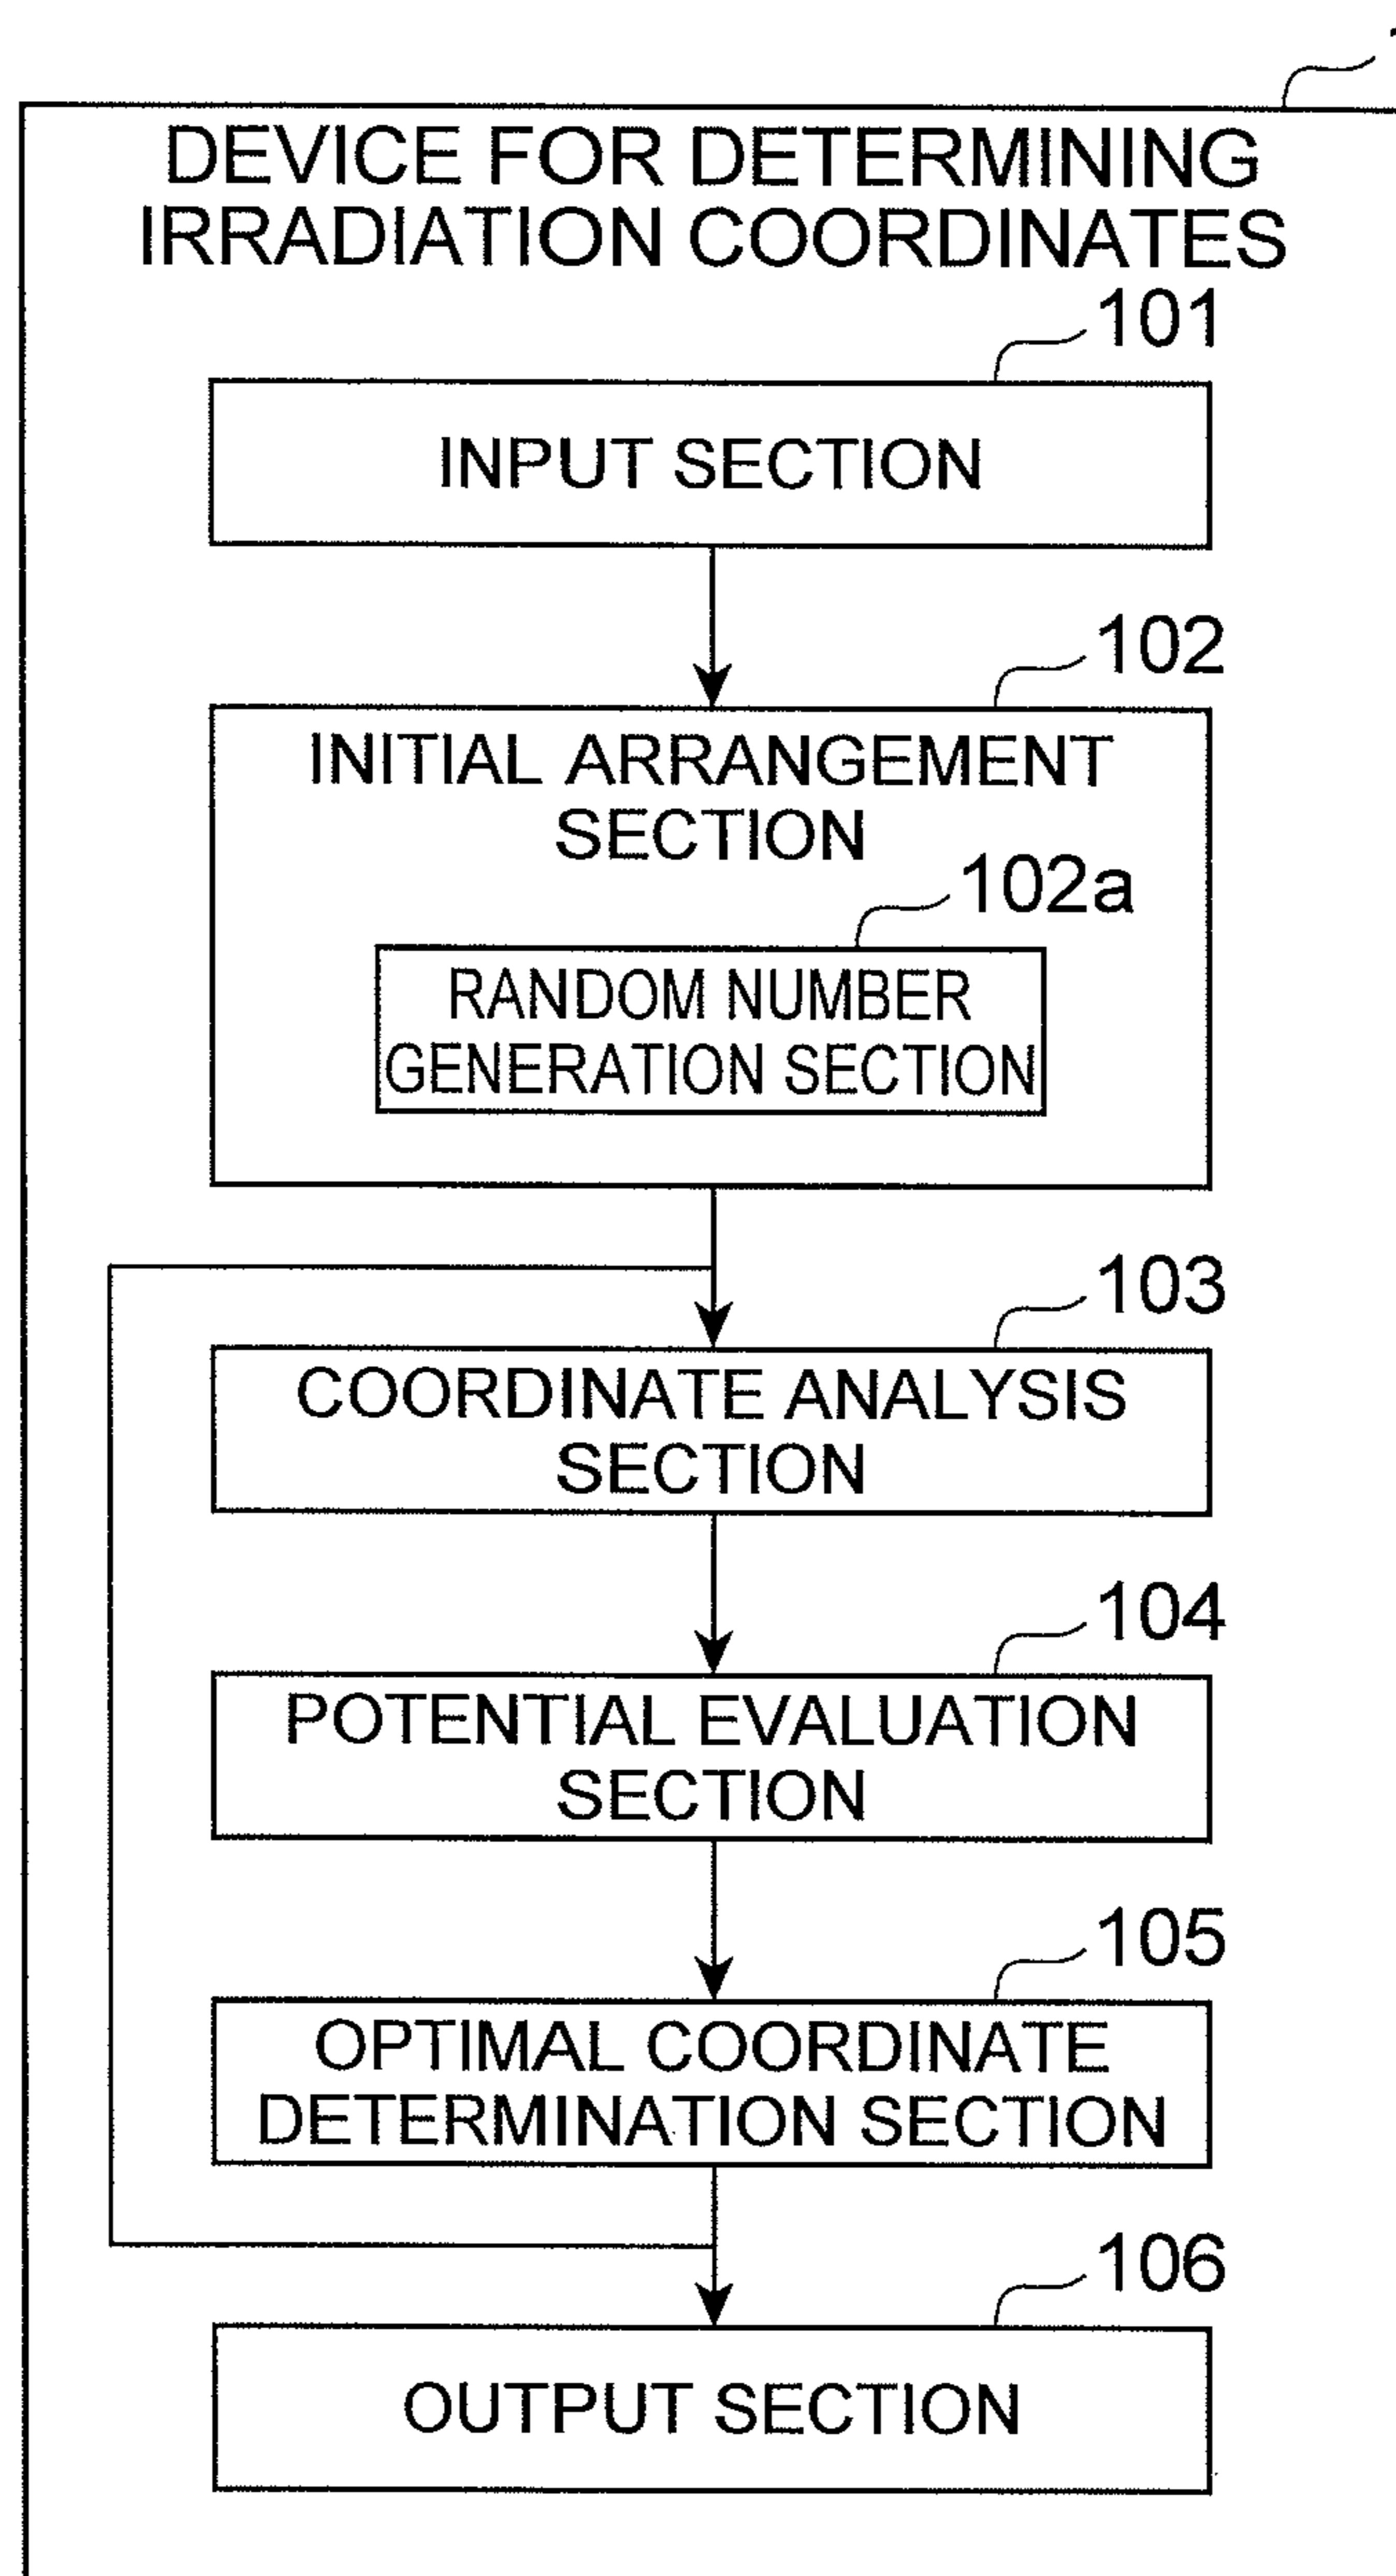 DEVICE FOR DETERMINING
IRRADIATION COORDINATES
101
INPUT SECTION
102
INITIAL ARRANGEMENT
SECTION
102a
RANDOM NUMBER
GENERATION SECTION
103
COORDINATE ANALYSIS
SECTION
104
POTENTIAL EVALUATION
SECTION
105
OPTIMAL COORDINATE
DETERMINATION SECTION
106
OUTPUT SECTION